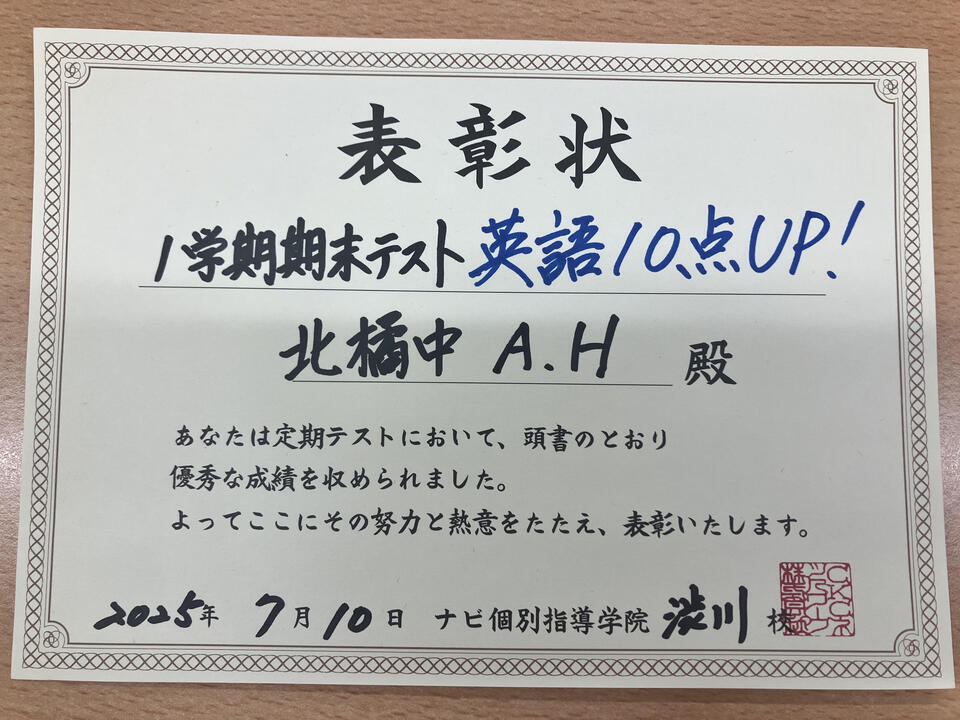 表彰状
1学期期末テスト英語10点UP!
北橘中 A.H 殿
あなたは定期テストにおいて、頭書のとおり
優秀な成績を収められました。
よってここにその努力と熱意をたたえ、表彰いたします。
2025年 7月10日 ナビ個別指導学院 渋川 校